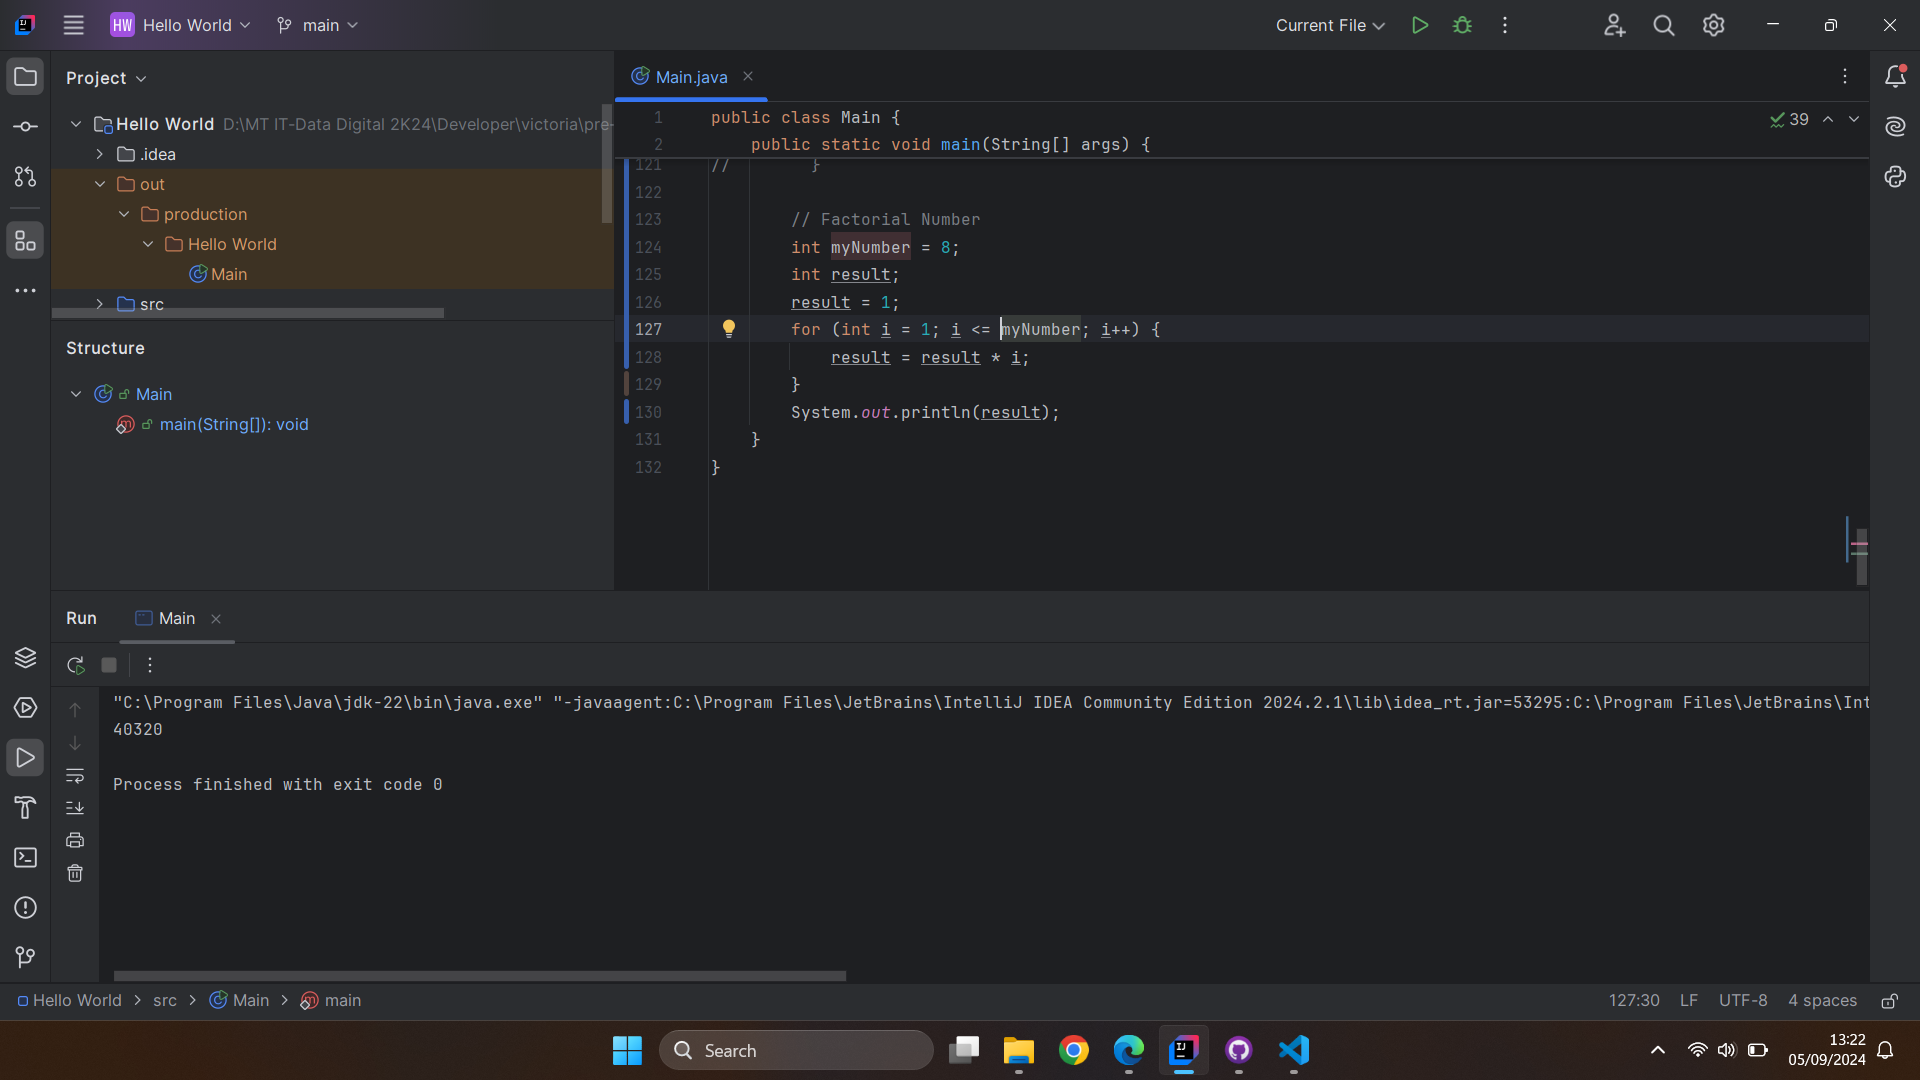 HW Hello World main Current File
Project
Hello World D:\MT IT-Data Digital 2K24\Developer\victoria\pre-
.idea
out
production
Hello World
Main
src
Structure
Main
main(String[]): void
Main.java
39
1 public class Main {
2 public static void main(String[] args) {
121 // }
122
123 // Factorial Number
124 int myNumber = 8;
125 int result;
126 result = 1;
127 for (int i = 1; i <= myNumber; i++) {
128 result = result * i;
129 }
130 System.out.println(result);
131 }
132 }
Run Main
"C:\Program Files\Java\jdk-22\bin\java.exe" "-javaagent:C:\Program Files\JetBrains\IntelliJ IDEA Community Edition 2024.2.1\lib\idea_rt.jar=53295:C:\Program Files\JetBrains\Int
40320
Process finished with exit code 0
Hello World > src > Main > main 127:30 LF UTF-8 4 spaces
Search
13:22
05/09/2024